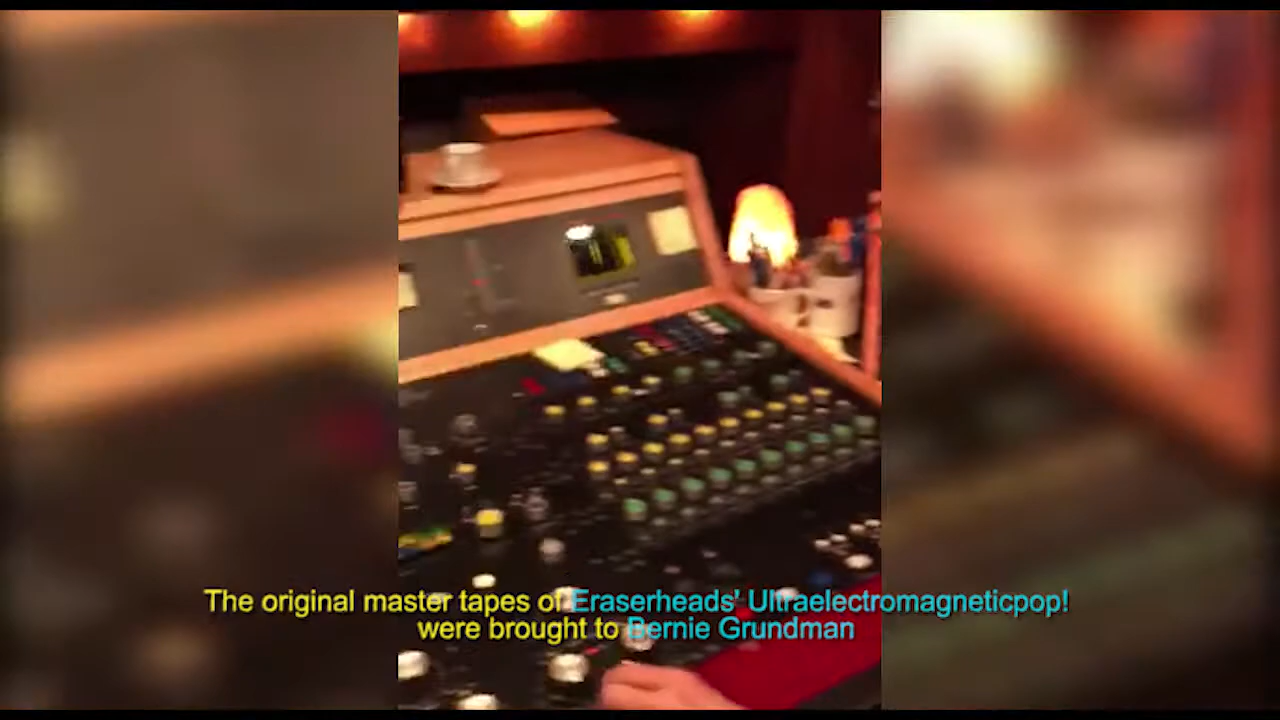 The original master tapes of Eraserheads' Ultraelectromagneticpop!
were brought to Bernie Grundman